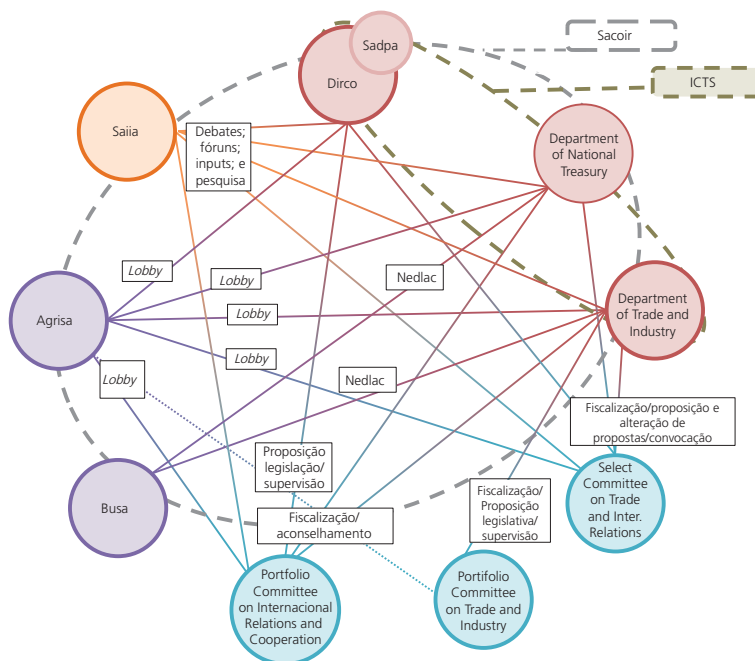 Sacoir
Sadpa
Dirco
ICTS
Saiia
Debates;
fóruns;
inputs; e
pesquisa
Department
of National
Treasury
Lobby
Lobby
Nedlac
Agrisa
Lobby
Department
of Trade and
Industry
Lobby
Lobby
Nedlac
Fiscalização/proposição e
alteração de
propostas/convocação
Proposição
legislação/
supervisão
Select
Committee
on Trade
and Inter.
Relations
Busa
Fiscalização/
Proposição
legislativa/
supervisão
Fiscalização/
aconselhamento
Portfolio
Committee
on Internacional
Relations and
Cooperation
Portifolio
Committee
on Trade and
Industry